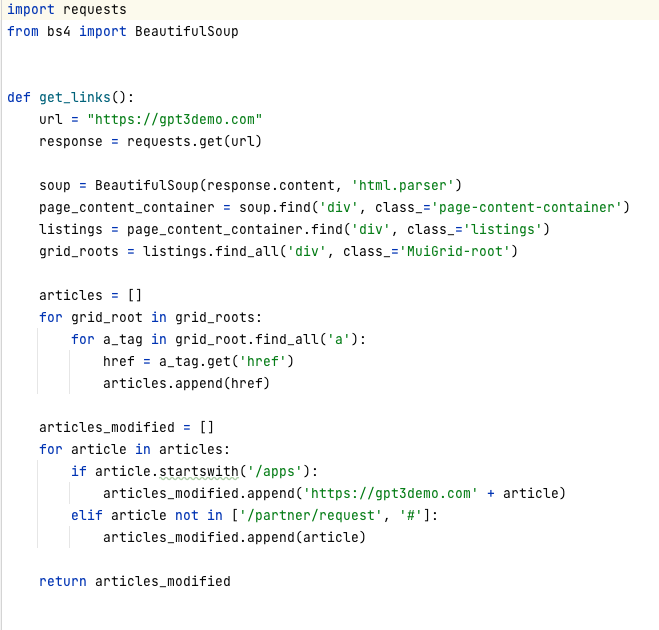 import requests
from bs4 import BeautifulSoup
def get_links():
    url = "https://gpt3demo.com"
    response = requests.get(url)
    soup = BeautifulSoup(response.content, 'html.parser')
    page_content_container = soup.find('div', class_='page-content-container')
    listings = page_content_container.find('div', class_='listings')
    grid_roots = listings.find_all('div', class_='MuiGrid-root')
    articles = []
    for grid_root in grid_roots:
        for a_tag in grid_root.find_all('a'):
            href = a_tag.get('href')
            articles.append(href)
    articles_modified = []
    for article in articles:
        if article.startswith('/apps'):
            articles_modified.append('https://gpt3demo.com' + article)
        elif article not in ['/partner/request', '#']:
            articles_modified.append(article)
    return articles_modified